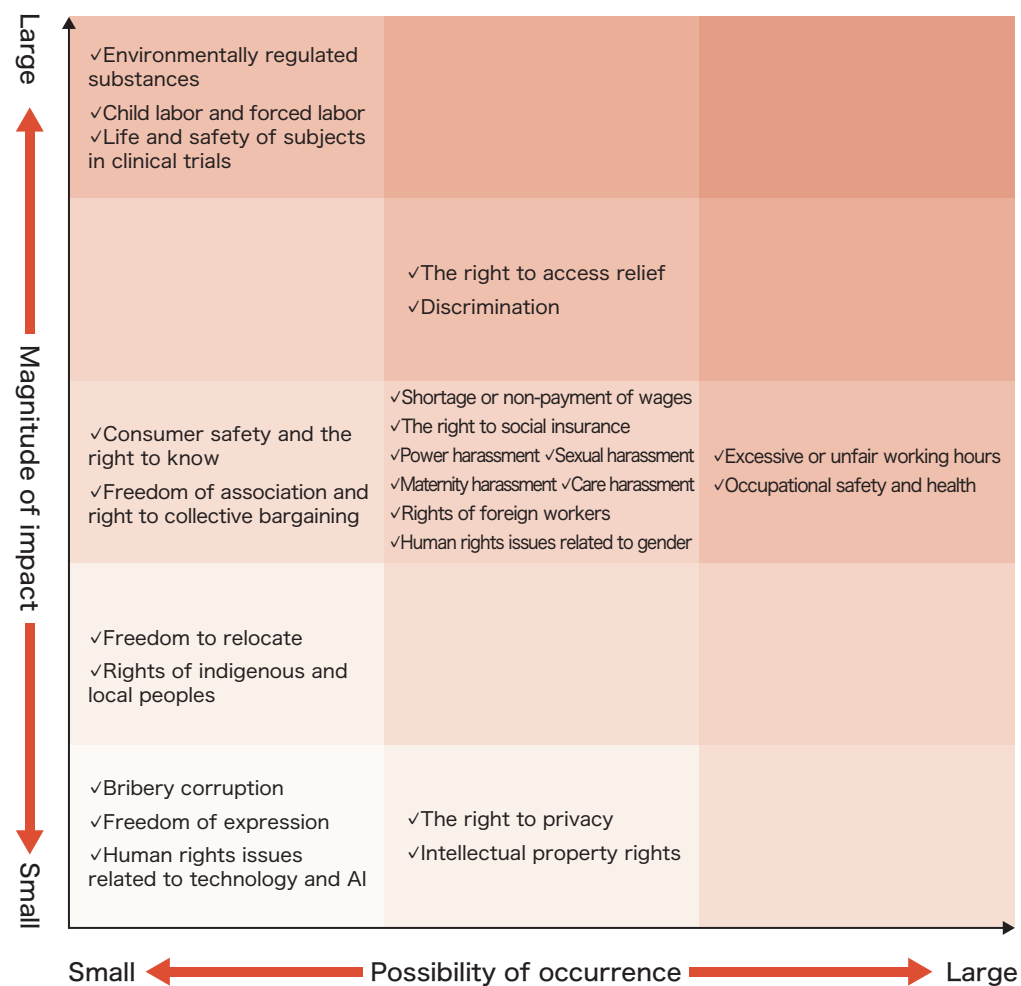 Large
✓Environmentally regulated
substances
✓Child labor and forced labor
✓Life and safety of subjects
in clinical trials
✓The right to access relief
✓Discrimination
Magnitude of impact
✓Consumer safety and the
right to know
✓Freedom of association and
right to collective bargaining
✓Shortage or non-payment of wages
✓The right to social insurance
✓Power harassment ✓Sexual harassment
✓Maternity harassment ✓Care harassment
✓Rights of foreign workers
✓Human rights issues related to gender
✓Excessive or unfair working hours
✓Occupational safety and health
✓Freedom to relocate
✓Rights of indigenous and
local peoples
✓Bribery corruption
✓Freedom of expression
✓Human rights issues
related to technology and AI
✓The right to privacy
✓Intellectual property rights
Small
Small
Possibility of occurrence
Large